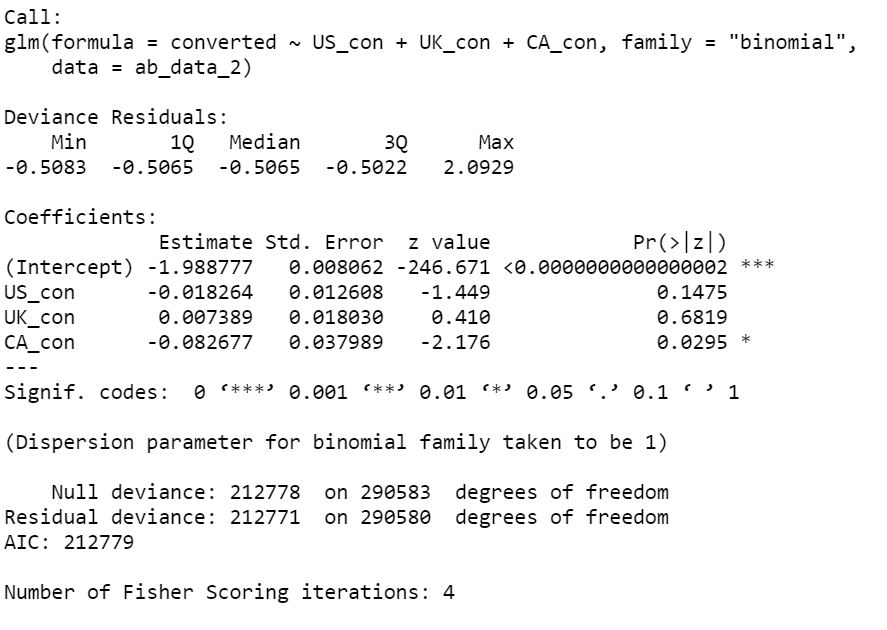 Call:
glm(formula = converted ~ US_con + UK_con + CA_con, family = "binomial",
    data = ab_data_2)

Deviance Residuals:
    Min       1Q   Median       3Q      Max
-0.5083  -0.5065  -0.5065  -0.5022   2.0929

Coefficients:
             Estimate Std. Error  z value            Pr(>|z|)
(Intercept) -1.988777   0.008062 -246.671 <0.0000000000000002 ***
US_con      -0.018264   0.012608   -1.449              0.1475
UK_con       0.007389   0.018030    0.410              0.6819
CA_con      -0.082677   0.037989   -2.176              0.0295 *
---
Signif. codes:  0 ‘***’ 0.001 ‘**’ 0.01 ‘*’ 0.05 ‘.’ 0.1 ‘ ’ 1

(Dispersion parameter for binomial family taken to be 1)

    Null deviance: 212778  on 290583  degrees of freedom
Residual deviance: 212771  on 290580  degrees of freedom
AIC: 212779

Number of Fisher Scoring iterations: 4